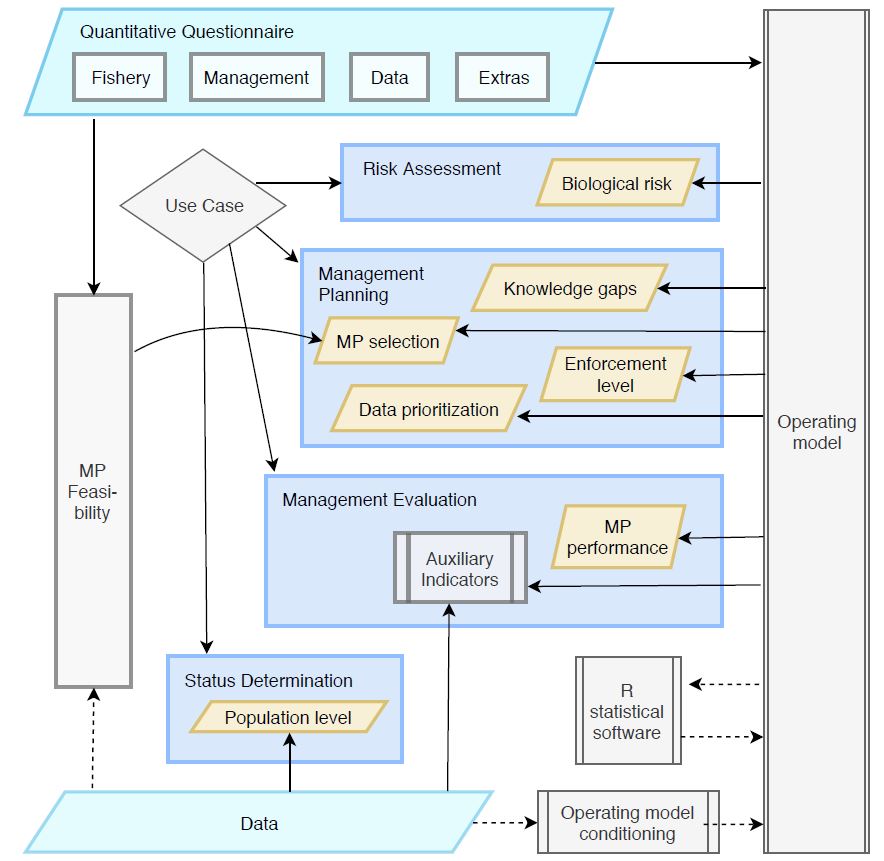 Quantitative Questionnaire
Fishery
Management
Data
Extras
Use Case
Risk Assessment
Biological risk
Management
Planning
Knowledge gaps
MP selection
Enforcement
level
Data prioritization
Operating
model
MP
Feasi-
bility
Management Evaluation
MP
performance
Auxiliary
Indicators
Status Determination
Population level
R
statistical
software
Data
Operating model
conditioning